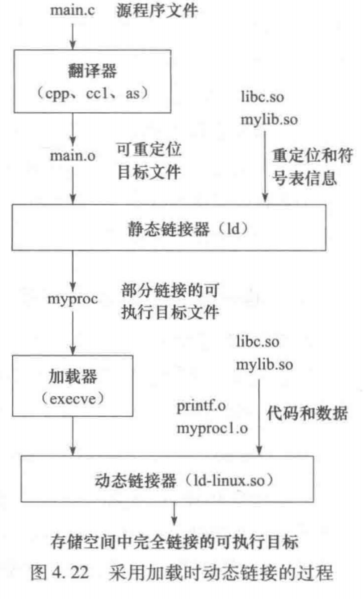 main.c 源程序文件
翻译器
(cpp、cc1、as)
libc.so
mylib.so
main.o 可重定位
目标文件
重定位和符
号表信息
静态链接器(ld)
myproc 部分链接的可
执行目标文件
libc.so
mylib.so
加载器
(execve)
printf.o
myproc1.o
代码和数据
动态链接器(ld-linux.so)
存储空间中完全链接的可执行目标
图 4.22 采用加载时动态链接的过程